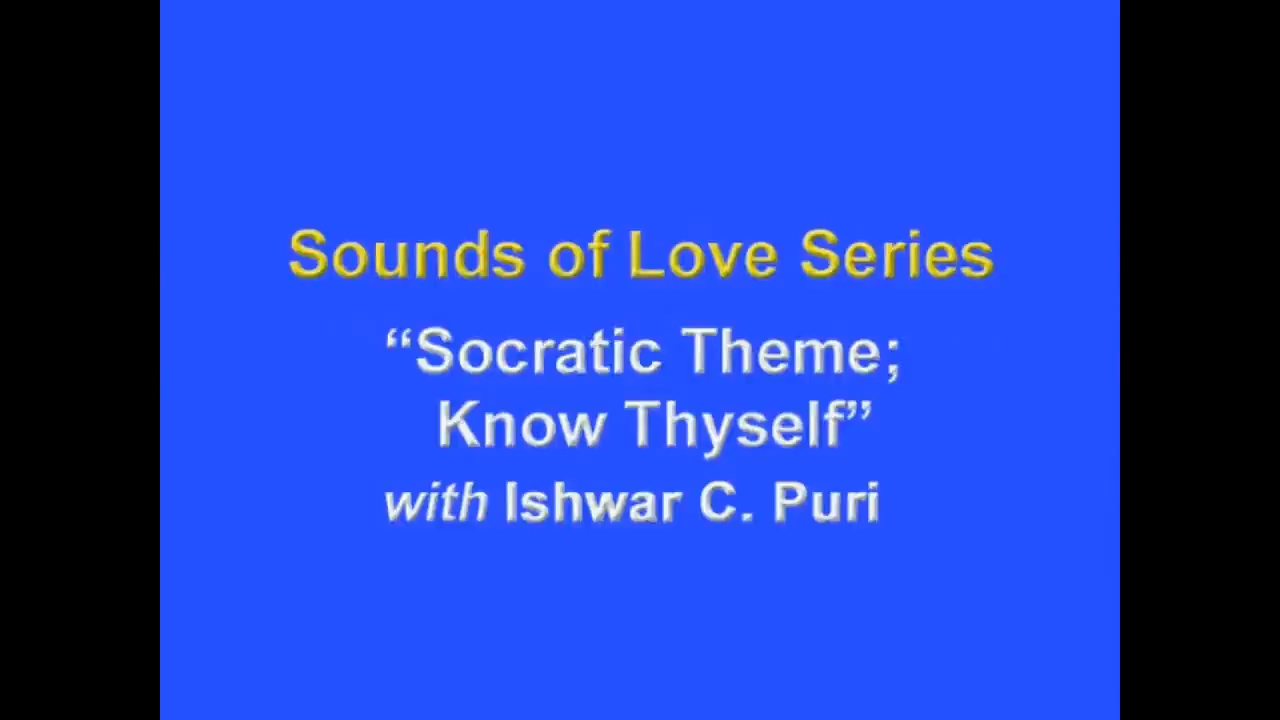 Sounds of Love Series
“Socratic Theme;
Know Thyself”
with Ishwar C. Puri